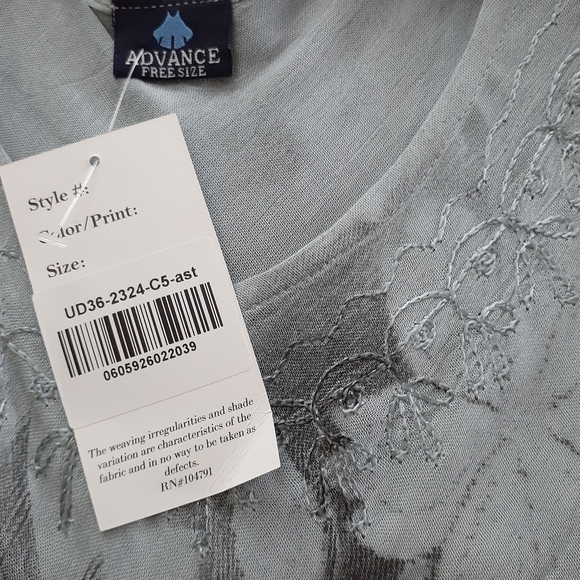 ADVANCE
FREE SIZE
Style #:
Color/Print:
Size:
UD36-2324-C5-ast
0605926022039
The weaving irregularities and shade
variation are characteristics of the
fabric and in no way to be taken as
defects.
RN#104791